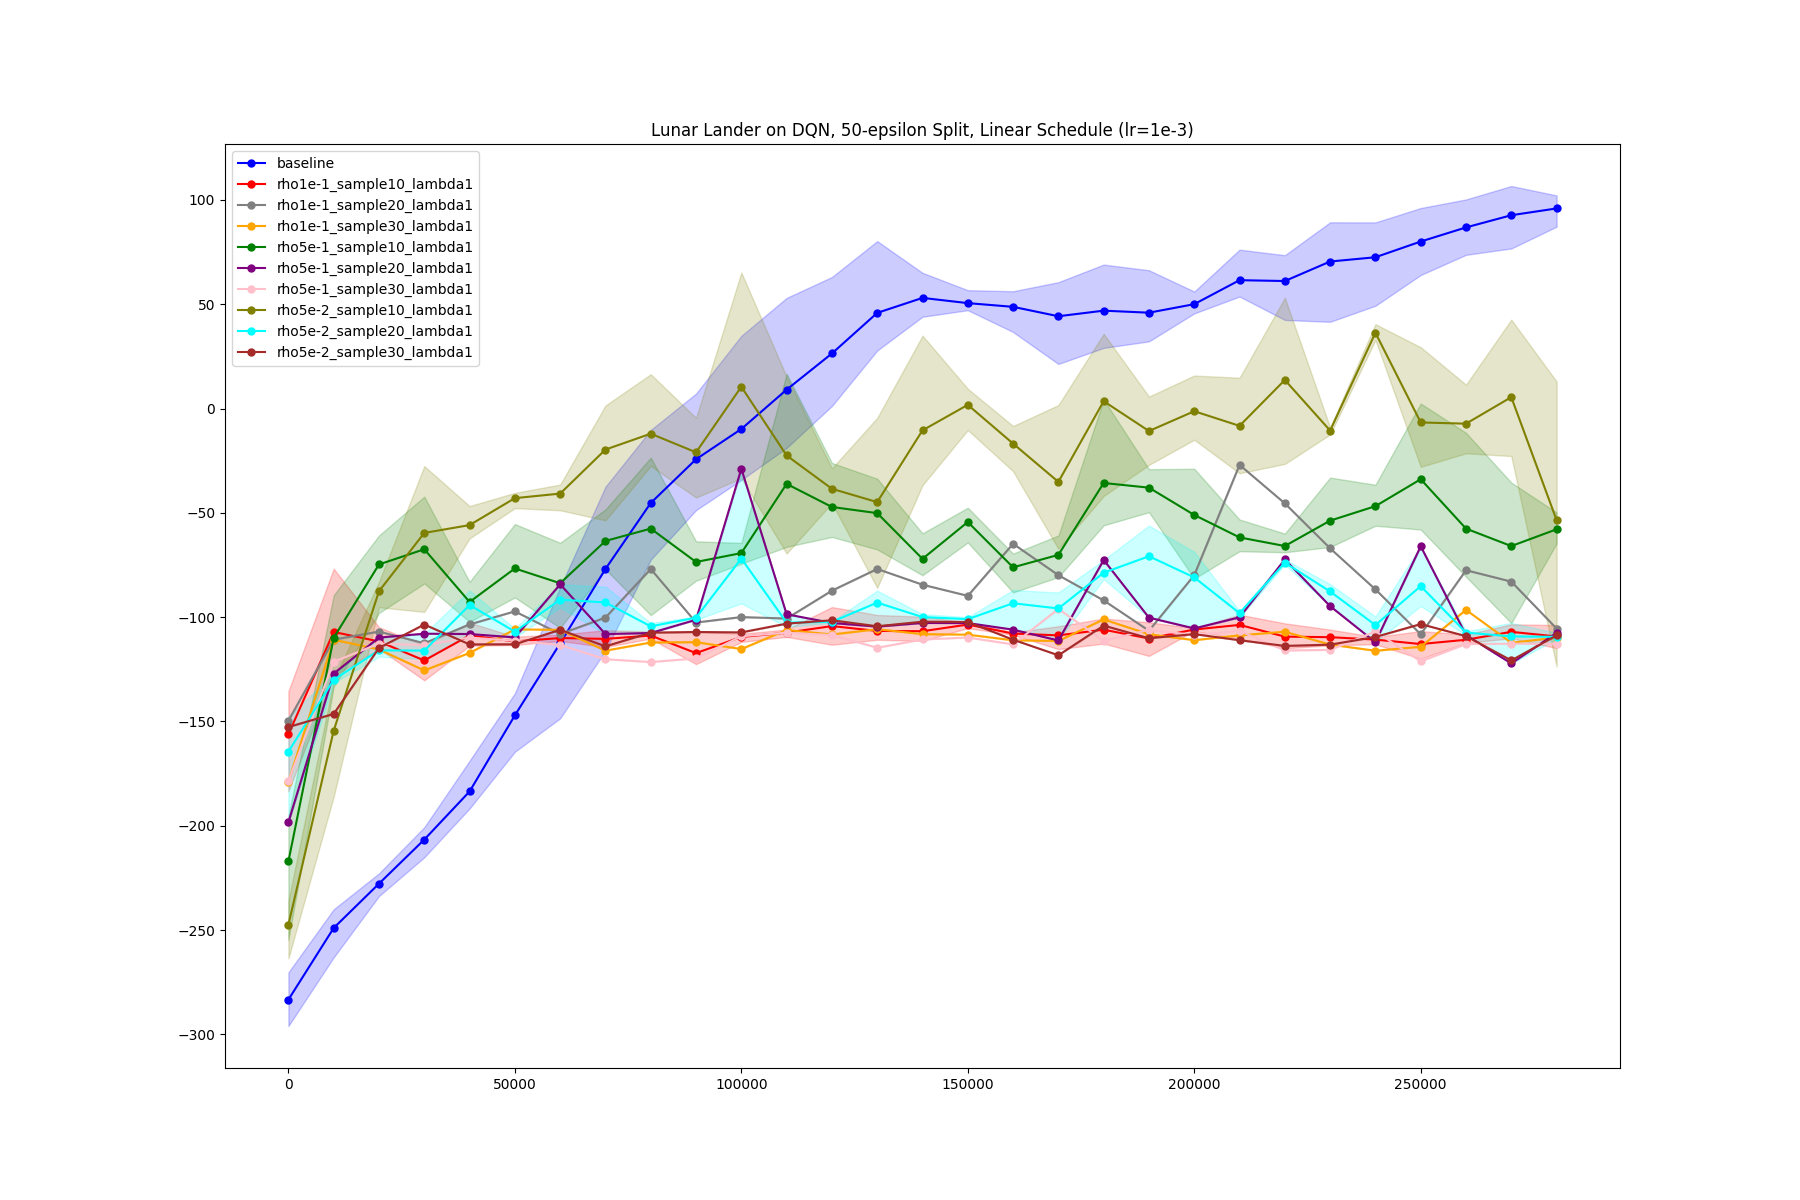 Lunar Lander on DQN, 50-epsilon Split, Linear Schedule (lr=1e-3)
baseline
rho1e-1_sample10_lambda1
rho1e-1_sample20_lambda1
rho1e-1_sample30_lambda1
rho5e-1_sample10_lambda1
rho5e-1_sample20_lambda1
rho5e-1_sample30_lambda1
rho5e-2_sample10_lambda1
rho5e-2_sample20_lambda1
rho5e-2_sample30_lambda1
100
50
0
−50
−100
−150
−200
−250
−300
0 50000 100000 150000 200000 250000